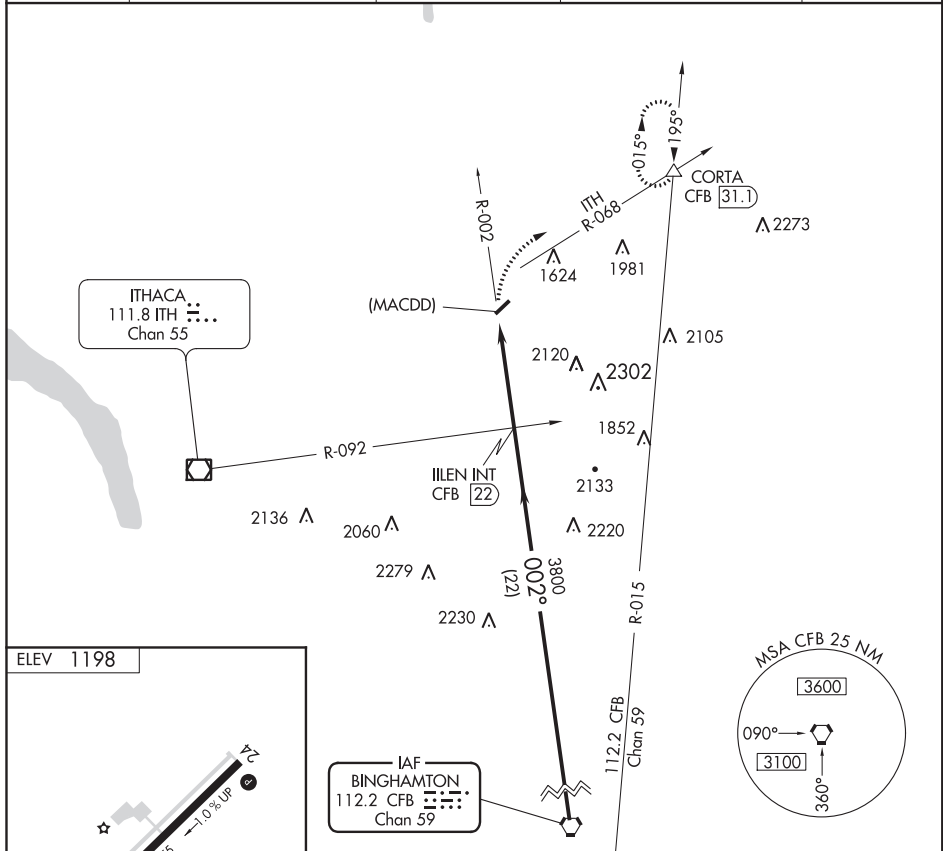 015°
195°
CORTA
CFB 31.1
ITH
R-068
R-002
2273
1624
1981
ITHACA
111.8 ITH
Chan 55
(MACDD)
2105
2120
2302
1852
R-092
IILEN INT
CFB 22
2133
2136
2060
2220
2279
3800
002°
(22)
2230
R-015
ELEV 1198
MSA CFB 25 NM
3600
090°
3100
360°
112.2 CFB
Chan 59
IAF
BINGHAMTON
112.2 CFB
Chan 59
24
P
1.0% UP